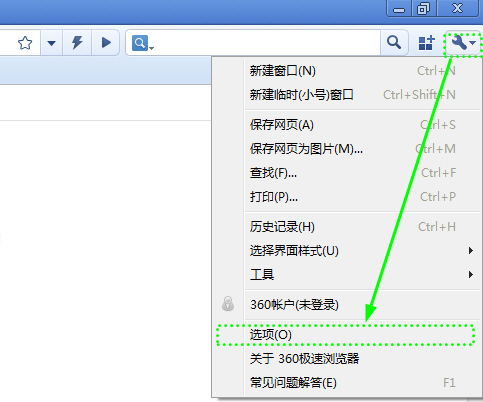 新建窗口(N) Ctrl+N
新建临时(小号)窗口 Ctrl+Shift+N
保存网页(A) Ctrl+S
保存网页为图片(M)... Ctrl+M
查找(F)... Ctrl+F
打印(P)... Ctrl+P
历史记录(H) Ctrl+H
选择界面样式(U)
工具
360帐户(未登录)
选项(O)
关于 360极速浏览器
常见问题解答(E) F1